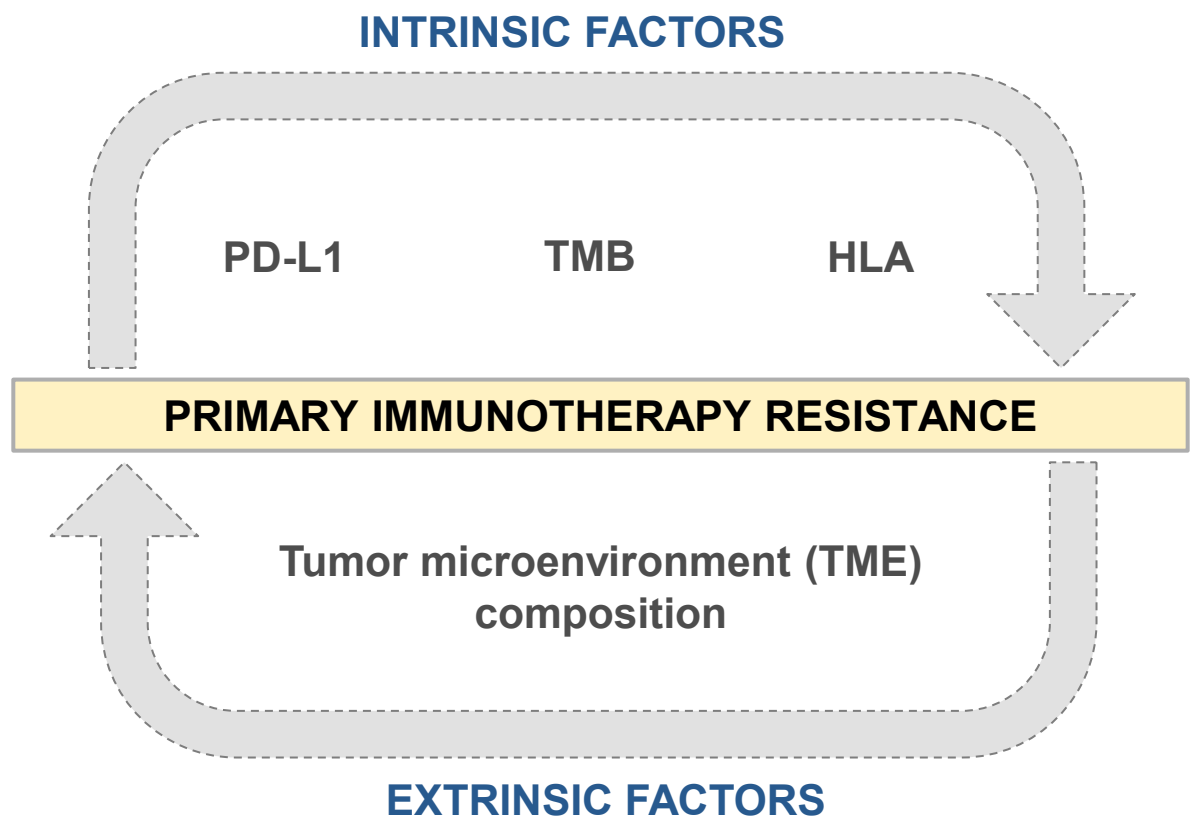 INTRINSIC FACTORS
PD-L1 TMB HLA
PRIMARY IMMUNOTHERAPY RESISTANCE
Tumor microenvironment (TME)
composition
EXTRINSIC FACTORS